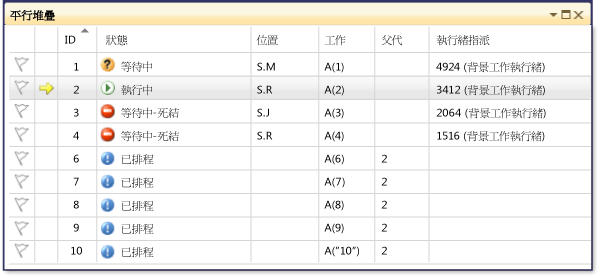 平行堆疊
ID 狀態 位置 工作 父代 執行緒指派
1 等待中 S.M A(1) 4924 (背景工作執行緒)
2 執行中 S.R A(2) 3412 (背景工作執行緒)
3 等待中-死結 S.J A(3) 2064 (背景工作執行緒)
4 等待中-死結 S.R A(4) 1516 (背景工作執行緒)
6 已排程 A(6) 2
7 已排程 A(7) 2
8 已排程 A(8) 2
9 已排程 A(9) 2
10 已排程 A("10") 2